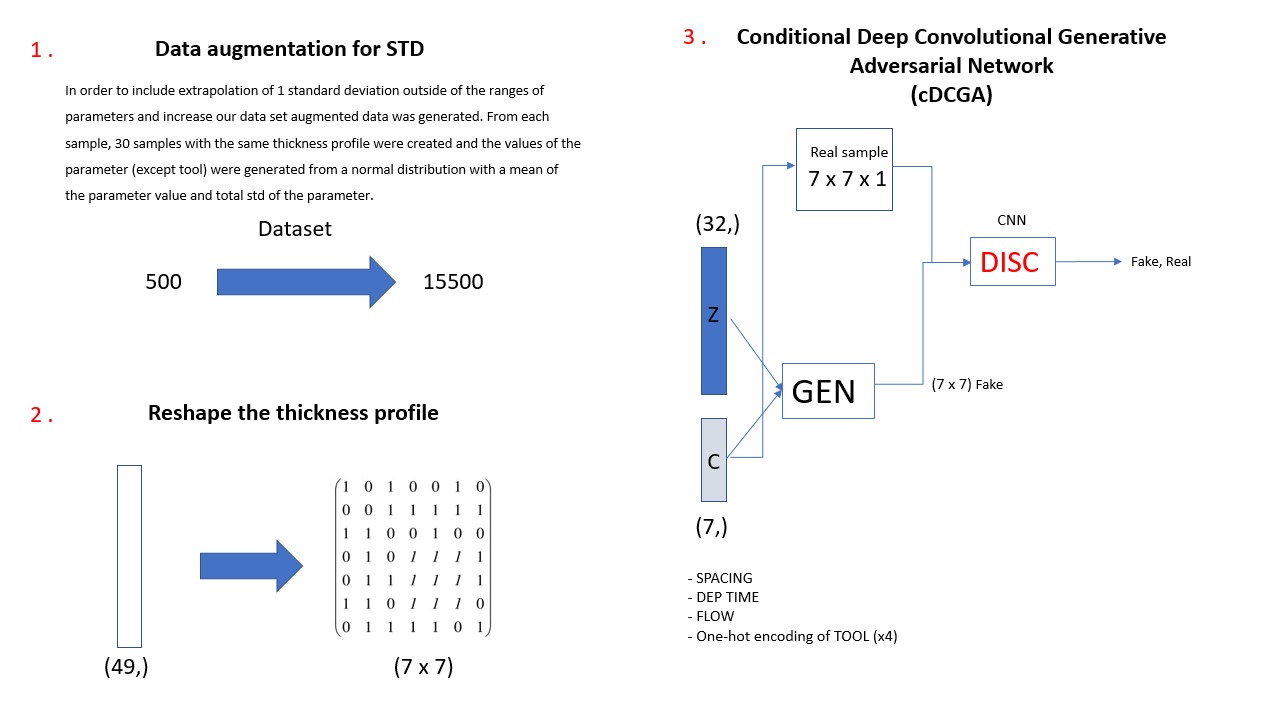 1 .
Data augmentation for STD
In order to include extrapolation of 1 standard deviation outside of the ranges of
parameters and increase our data set augmented data was generated. From each
sample, 30 samples with the same thickness profile were created and the values of the
parameter (except tool) were generated from a normal distribution with a mean of
the parameter value and total std of the parameter.
Dataset
500
15500
2 .
Reshape the thickness profile
1 0 1 0 0 1 0
0 0 1 1 1 1 1
1 1 0 0 1 0 0
0 1 0 1 1 1 1
0 1 1 1 1 1 1
1 1 0 1 1 1 0
0 1 1 1 1 0 1
(49,)
(7 x 7)
3 .
Conditional Deep Convolutional Generative
Adversarial Network
(cDCGA)
Real sample
7 x 7 x 1
(32,)
Z
CNN
DISC
Fake, Real
GEN
(7 x 7) Fake
C
(7,)
- SPACING
- DEP TIME
- FLOW
- One-hot encoding of TOOL (x4)